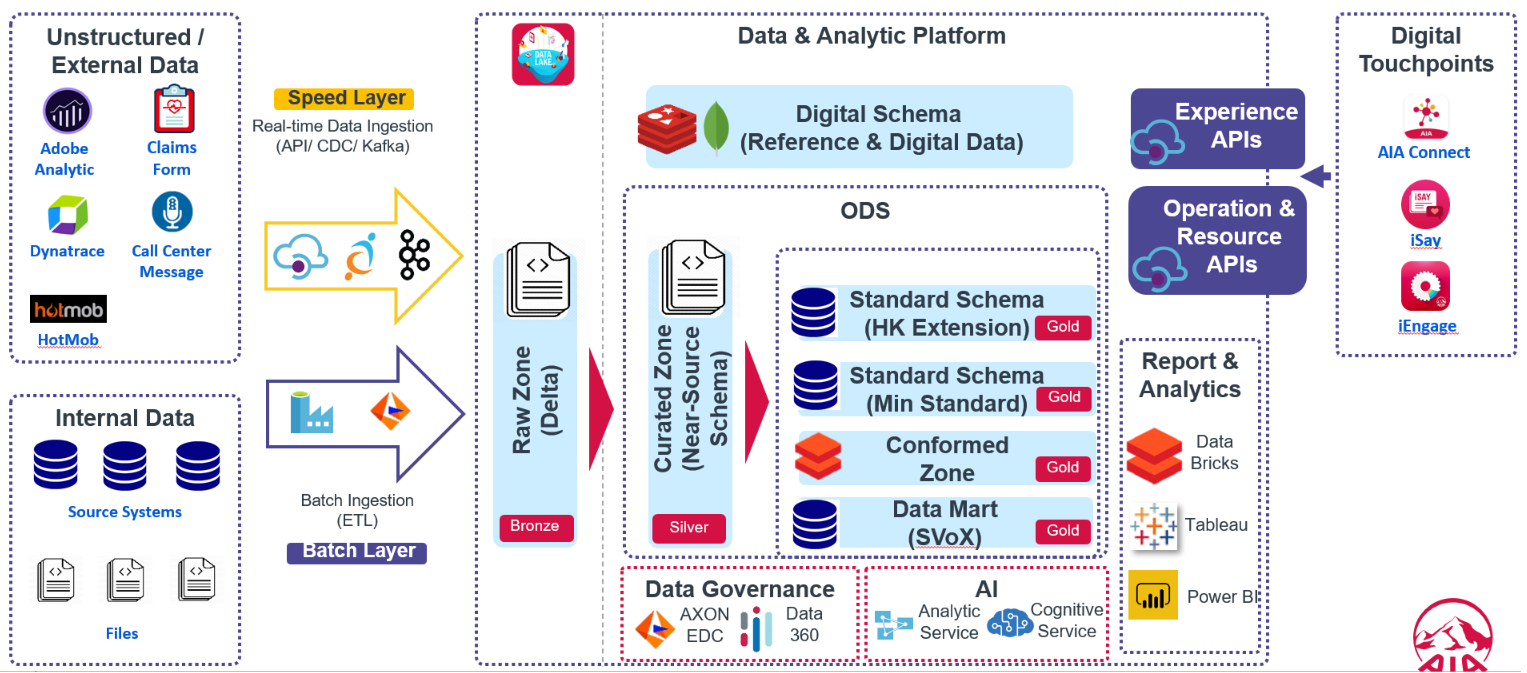 Unstructured /
External Data
Adobe
Analytic
Claims
Form
Dynatrace
Call Center
Message
hotmob
HotMob
Internal Data
Source Systems
Files
Speed Layer
Real-time Data Ingestion
(API/ CDC/ Kafka)
Batch Ingestion
(ETL)
Batch Layer
DATA
LAKE
Data & Analytic Platform
Digital Schema
(Reference & Digital Data)
Raw Zone
(Delta)
Bronze
ODS
Curated Zone
(Near-Source
Schema)
Silver
Standard Schema
(HK Extension)
Gold
Standard Schema
(Min Standard)
Gold
Conformed
Zone
Gold
Data Mart
(SVoX)
Gold
Data Governance
AXON
EDC
Data
360
AI
Analytic
Service
Cognitive
Service
Experience
APIs
Operation &
Resource
APIs
Report &
Analytics
Data
Bricks
Tableau
Power BI
Digital
Touchpoints
AIA
AIA Connect
iSAY
iSay
iEngage
AIA